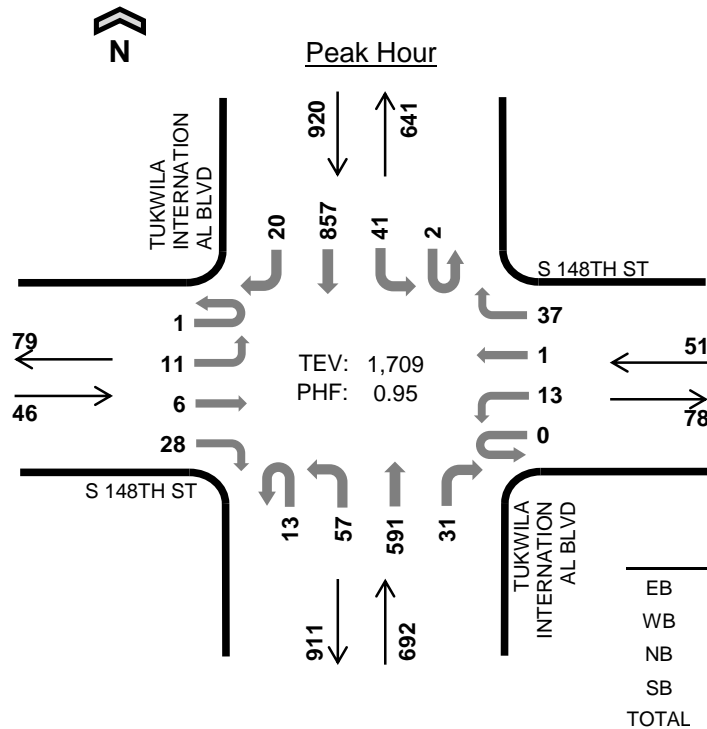 N
Peak Hour
920
641
TUKWILA
INTERNATION
AL BLVD
20
857
41
2
S 148TH ST
1
37
79
11
TEV: 1,709
1
51
46
6
PHF: 0.95
13
78
28
0
S 148TH ST
13
57
591
31
TUKWILA
INTERNATION
AL BLVD
911
692
EB
WB
NB
SB
TOTAL